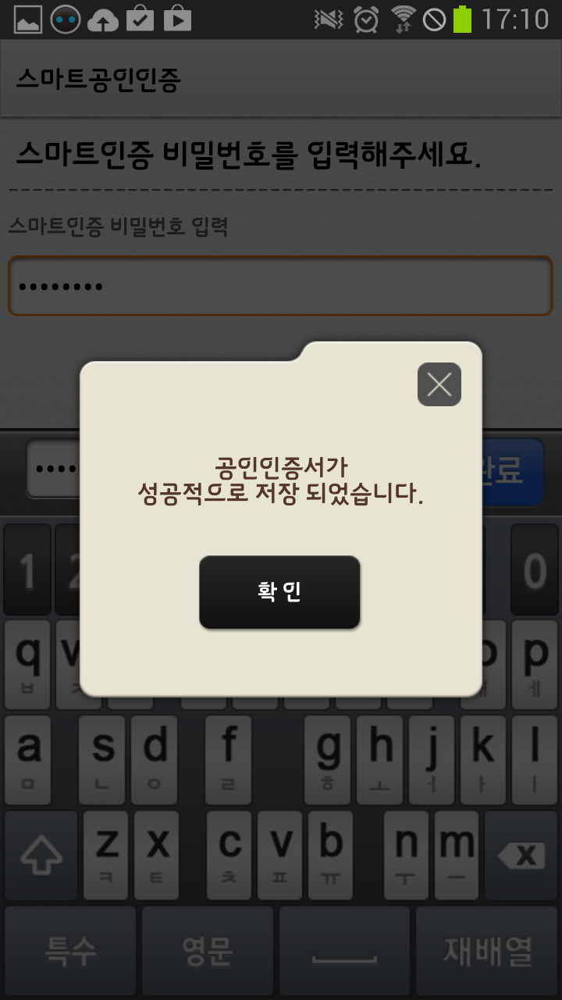 17:10
스마트공인인증
스마트인증 비밀번호를 입력해주세요.
스마트인증 비밀번호 입력
••••••••
공인인증서가
성공적으로 저장 되었습니다.
확 인
••••
완료
1 2 0
q w o p
ㅂ ㅈ ㅐ ㅔ
a s d f g h j k l
ㅁ ㄴ ㅇ ㄹ ㅎ ㅗ ㅓ ㅏ ㅣ
z x c v b n m x
ㅋ ㅌ ㅊ ㅍ ㅠ ㅜ ㅡ
특수 영문 재배열